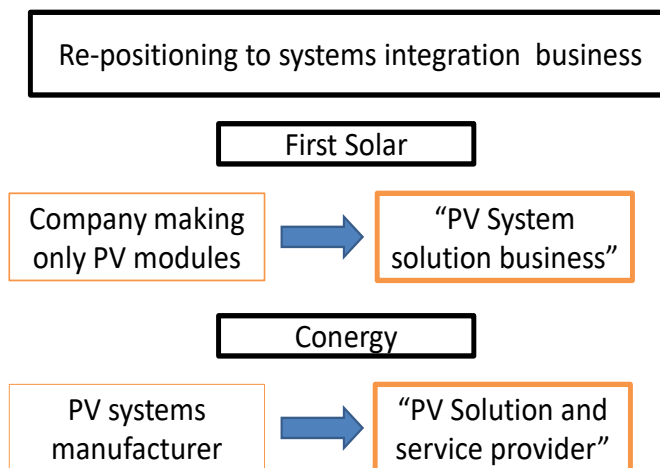 Re-positioning to systems integration business
First Solar
Company making
only PV modules
“PV System
solution business”
Conergy
PV systems
manufacturer
“PV Solution and
service provider”